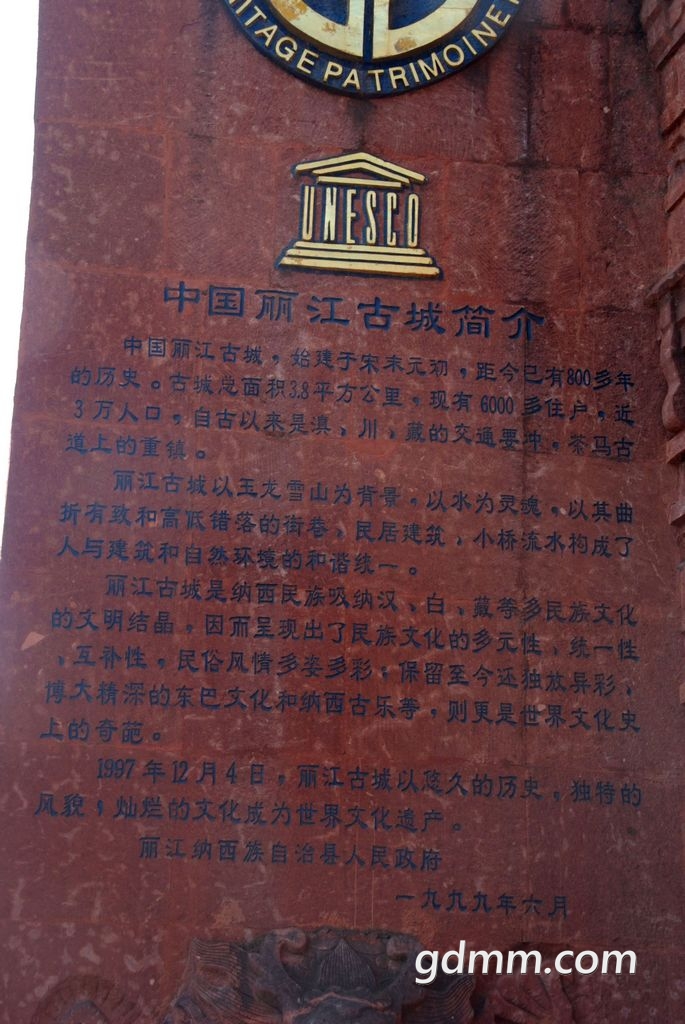 ITAGE PATRIMOINE
UNESCO
中国丽江古城简介
中国丽江古城，始建于宋末元初，距今已有800多年
的历史。古城总面积3.8平方公里，现有6000多住户，近
3万人口，自古以来是滇、川、藏的交通要冲，茶马古
道上的重镇。
丽江古城以玉龙雪山为背景，以水为灵魂，以其曲
折有致和高低错落的街巷，民居建筑，小桥流水构成了
人与建筑和自然环境的和谐统一。
丽江古城是纳西民族吸纳汉、白、藏等多民族文化
的文明结晶，因而呈现出了民族文化的多元性、统一性
、互补性，民俗风情多姿多彩，保留至今还独放异彩、
博大精深的东巴文化和纳西古乐等，则更是世界文化史
上的奇葩。
1997年12月4日，丽江古城以悠久的历史，独特的
风貌，灿烂的文化成为世界文化遗产。
丽江纳西族自治县人民政府
一九九九年六月
gdmm.com